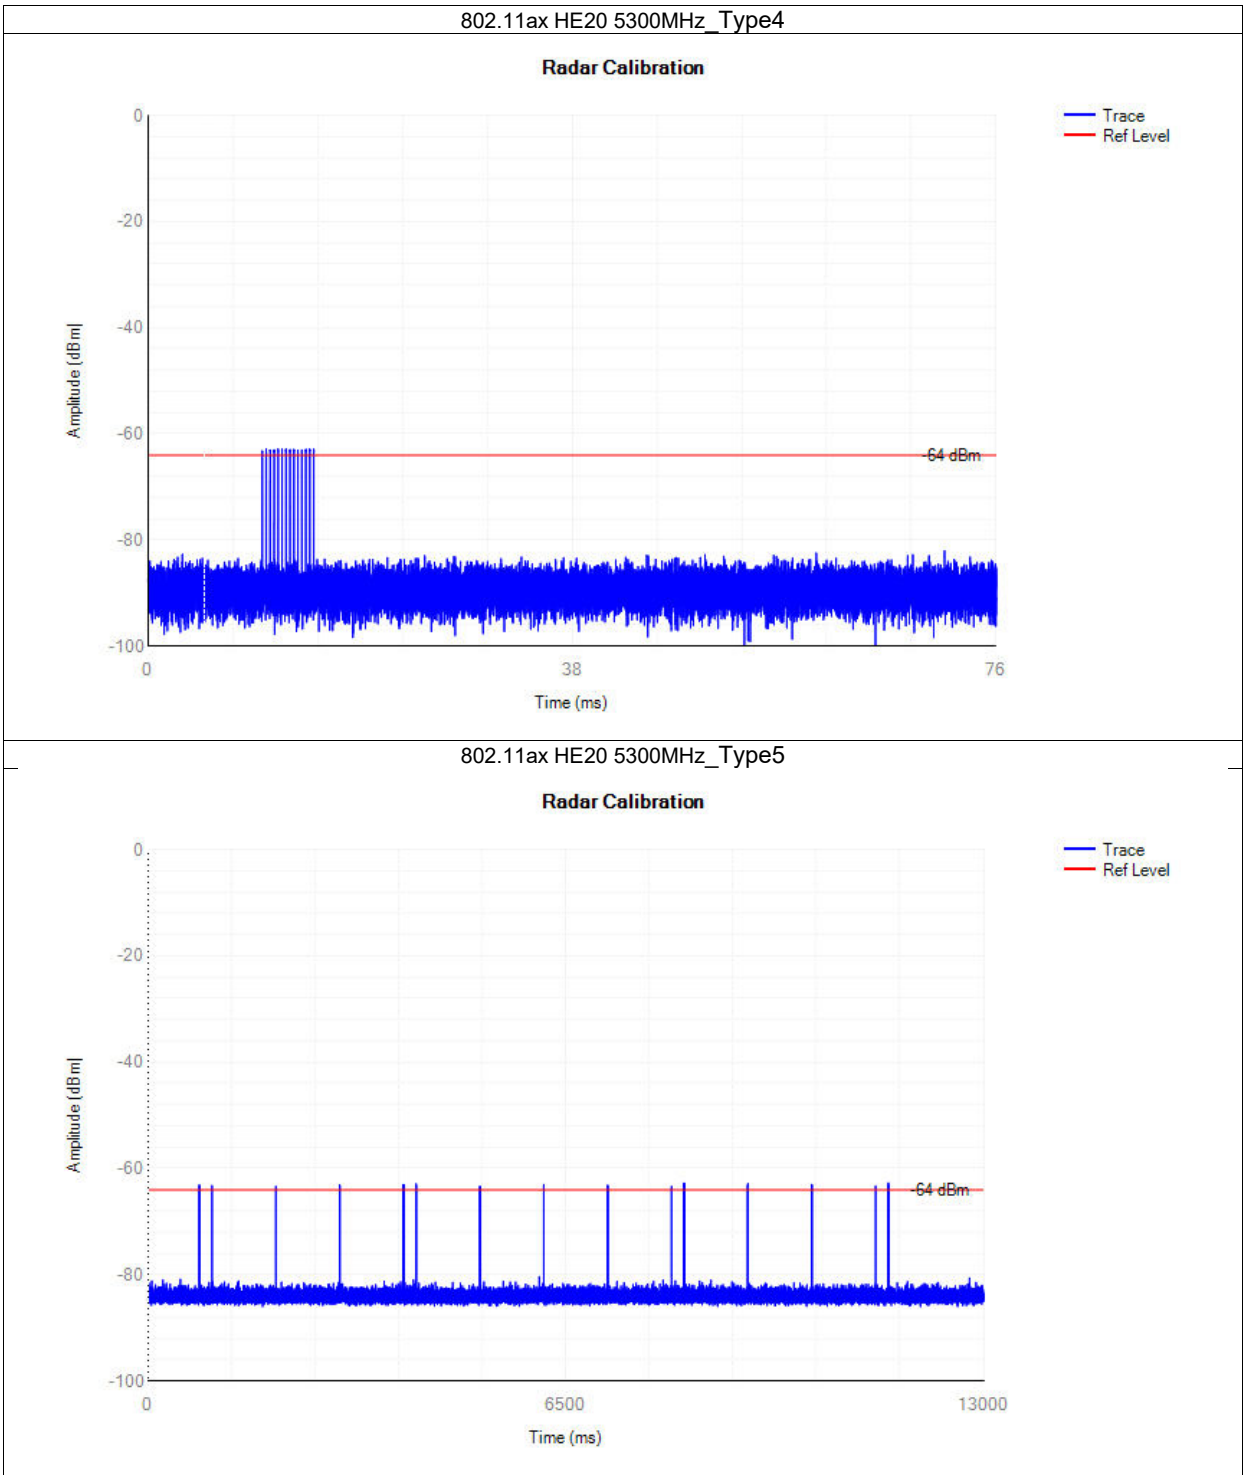 802.11ax HE20 5300MHz_Type4
Radar Calibration
Trace
Ref Level
0
-20
-40
-60
-80
-100
Amplitude [dBm]
-64 dBm
0
38
76
Time (ms)
802.11ax HE20 5300MHz_Type5
Radar Calibration
Trace
Ref Level
0
-20
-40
-60
-80
-100
Amplitude [dBm]
-64 dBm
0
6500
13000
Time (ms)